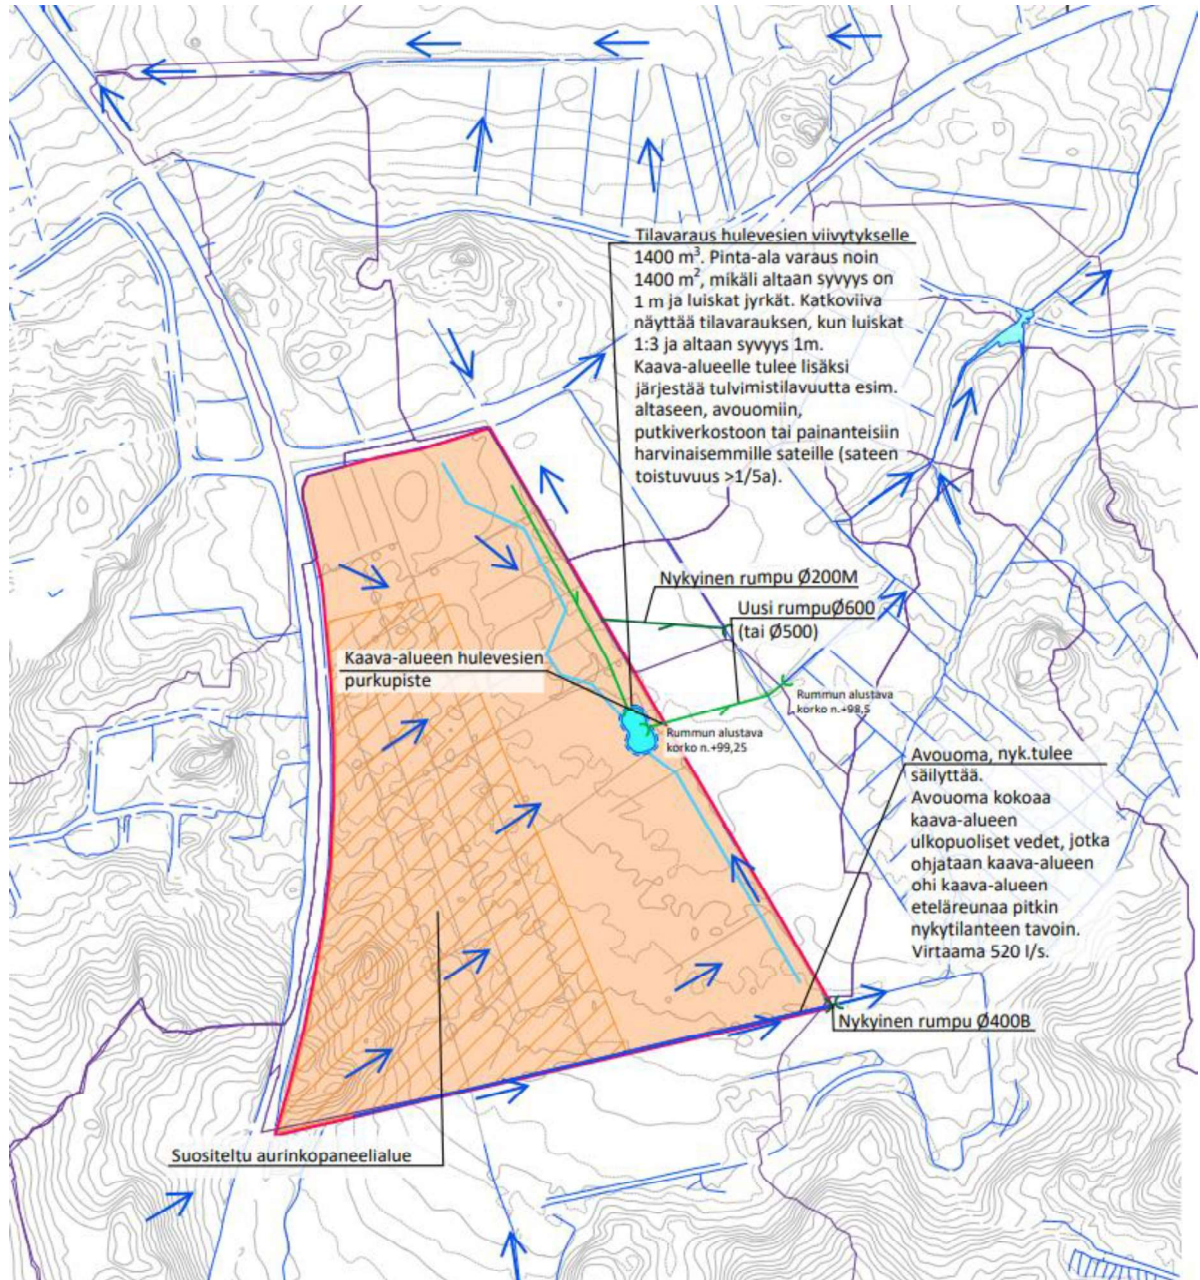 Tilavaraus hulevesien viivytykselle
1400 m³. Pinta-ala varaus noin
1400 m², mikäli altaan syvyys on
1 m ja luiskat jyrkät. Katkoviiva
näyttää tilavarauksen, kun luiskat
1:3 ja altaan syvyys 1m.
Kaava-alueelle tulee lisäksi
järjestää tulvimistilavuutta esim.
altaseen, avouomiin,
putkiverkostoon tai painanteisiin
harvinaisemmille sateille (sateen
toistuvuus >1/5a).
Nykyinen rumpu Ø200M
Uusi rumpuØ600
(tai Ø500)
Kaava-alueen hulevesien
purkupiste
Rummun alustava
korko n.+98,5
Rummun alustava
korko n.+99,25
Avouoma, nyk.tulee
säilyttää.
Avouoma kokoaa
kaava-alueen
ulkopuoliset vedet, jotka
ohjataan kaava-alueen
ohi kaava-alueen
eteläreunaa pitkin
nykytilanteen tavoin.
Virtaama 520 l/s.
Nykyinen rumpu Ø400B
Suositeltu aurinkopaneelialue